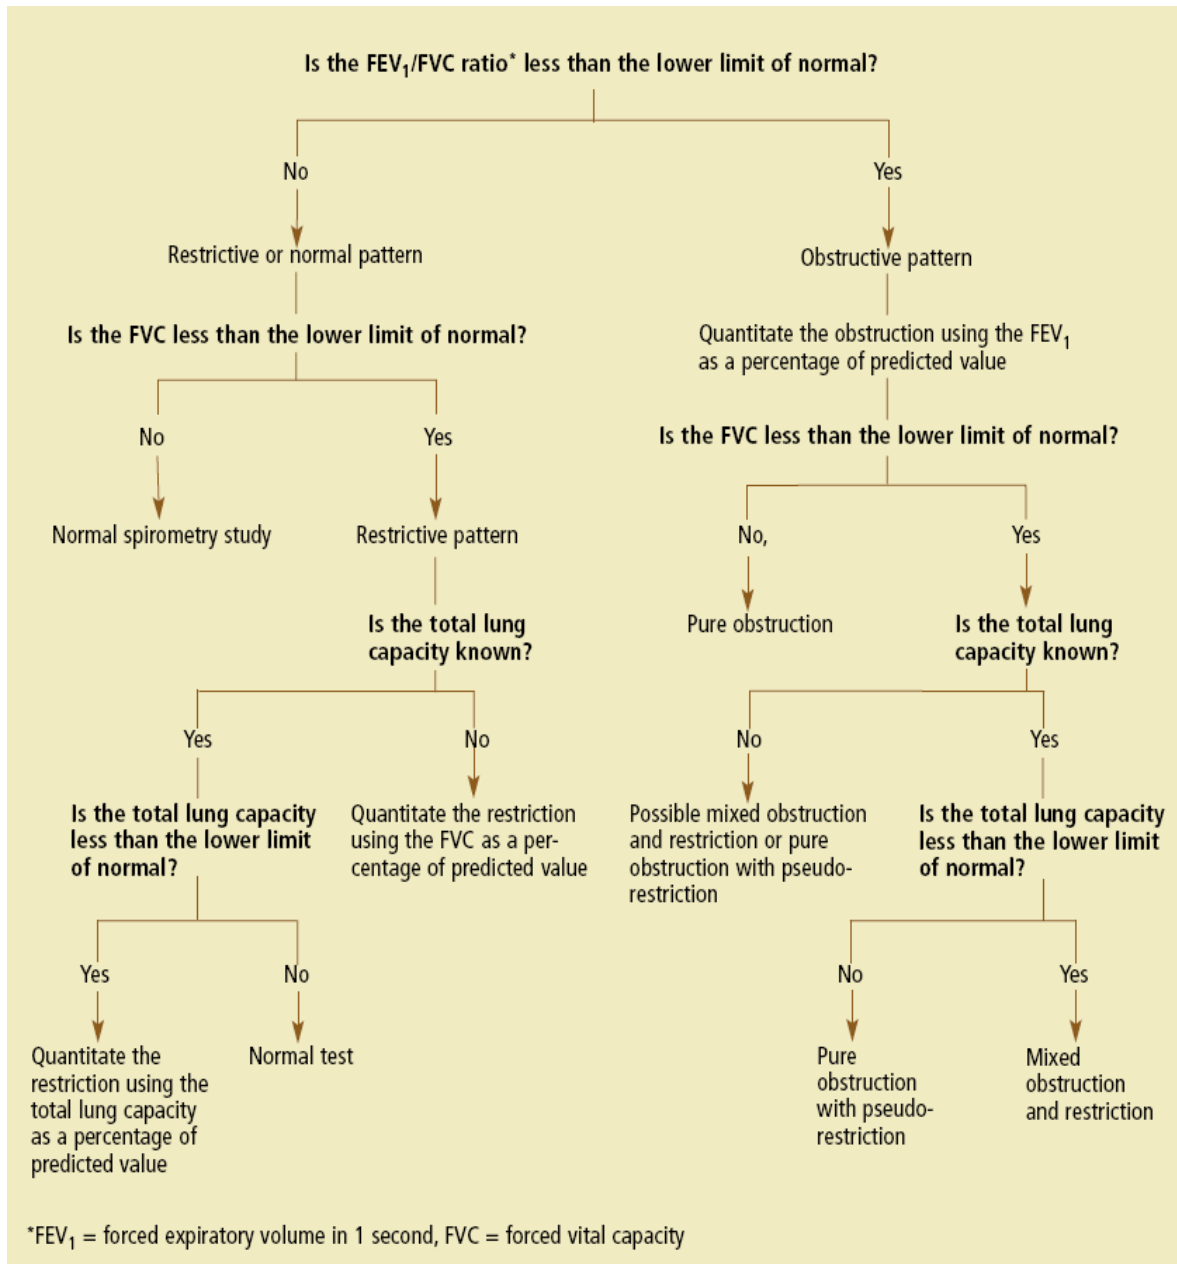 Is the FEV₁/FVC ratio* less than the lower limit of normal?
No
Yes
Restrictive or normal pattern
Obstructive pattern
Is the FVC less than the lower limit of normal?
Quantitate the obstruction using the FEV₁
as a percentage of predicted value
No
Yes
Is the FVC less than the lower limit of normal?
Normal spirometry study
Restrictive pattern
No,
Yes
Is the total lung
capacity known?
Pure obstruction
Is the total lung
capacity known?
Yes
No
No
Yes
Is the total lung capacity
less than the lower limit
of normal?
Quantitate the restriction
using the FVC as a per-
centage of predicted value
Possible mixed obstruction
and restriction or pure
obstruction with pseudo-
restriction
Is the total lung capacity
less than the lower limit
of normal?
Yes
No
No
Yes
Quantitate the
restriction using the
total lung capacity
as a percentage of
predicted value
Normal test
Pure
obstruction
with pseudo-
restriction
Mixed
obstruction
and restriction
*FEV₁ = forced expiratory volume in 1 second, FVC = forced vital capacity